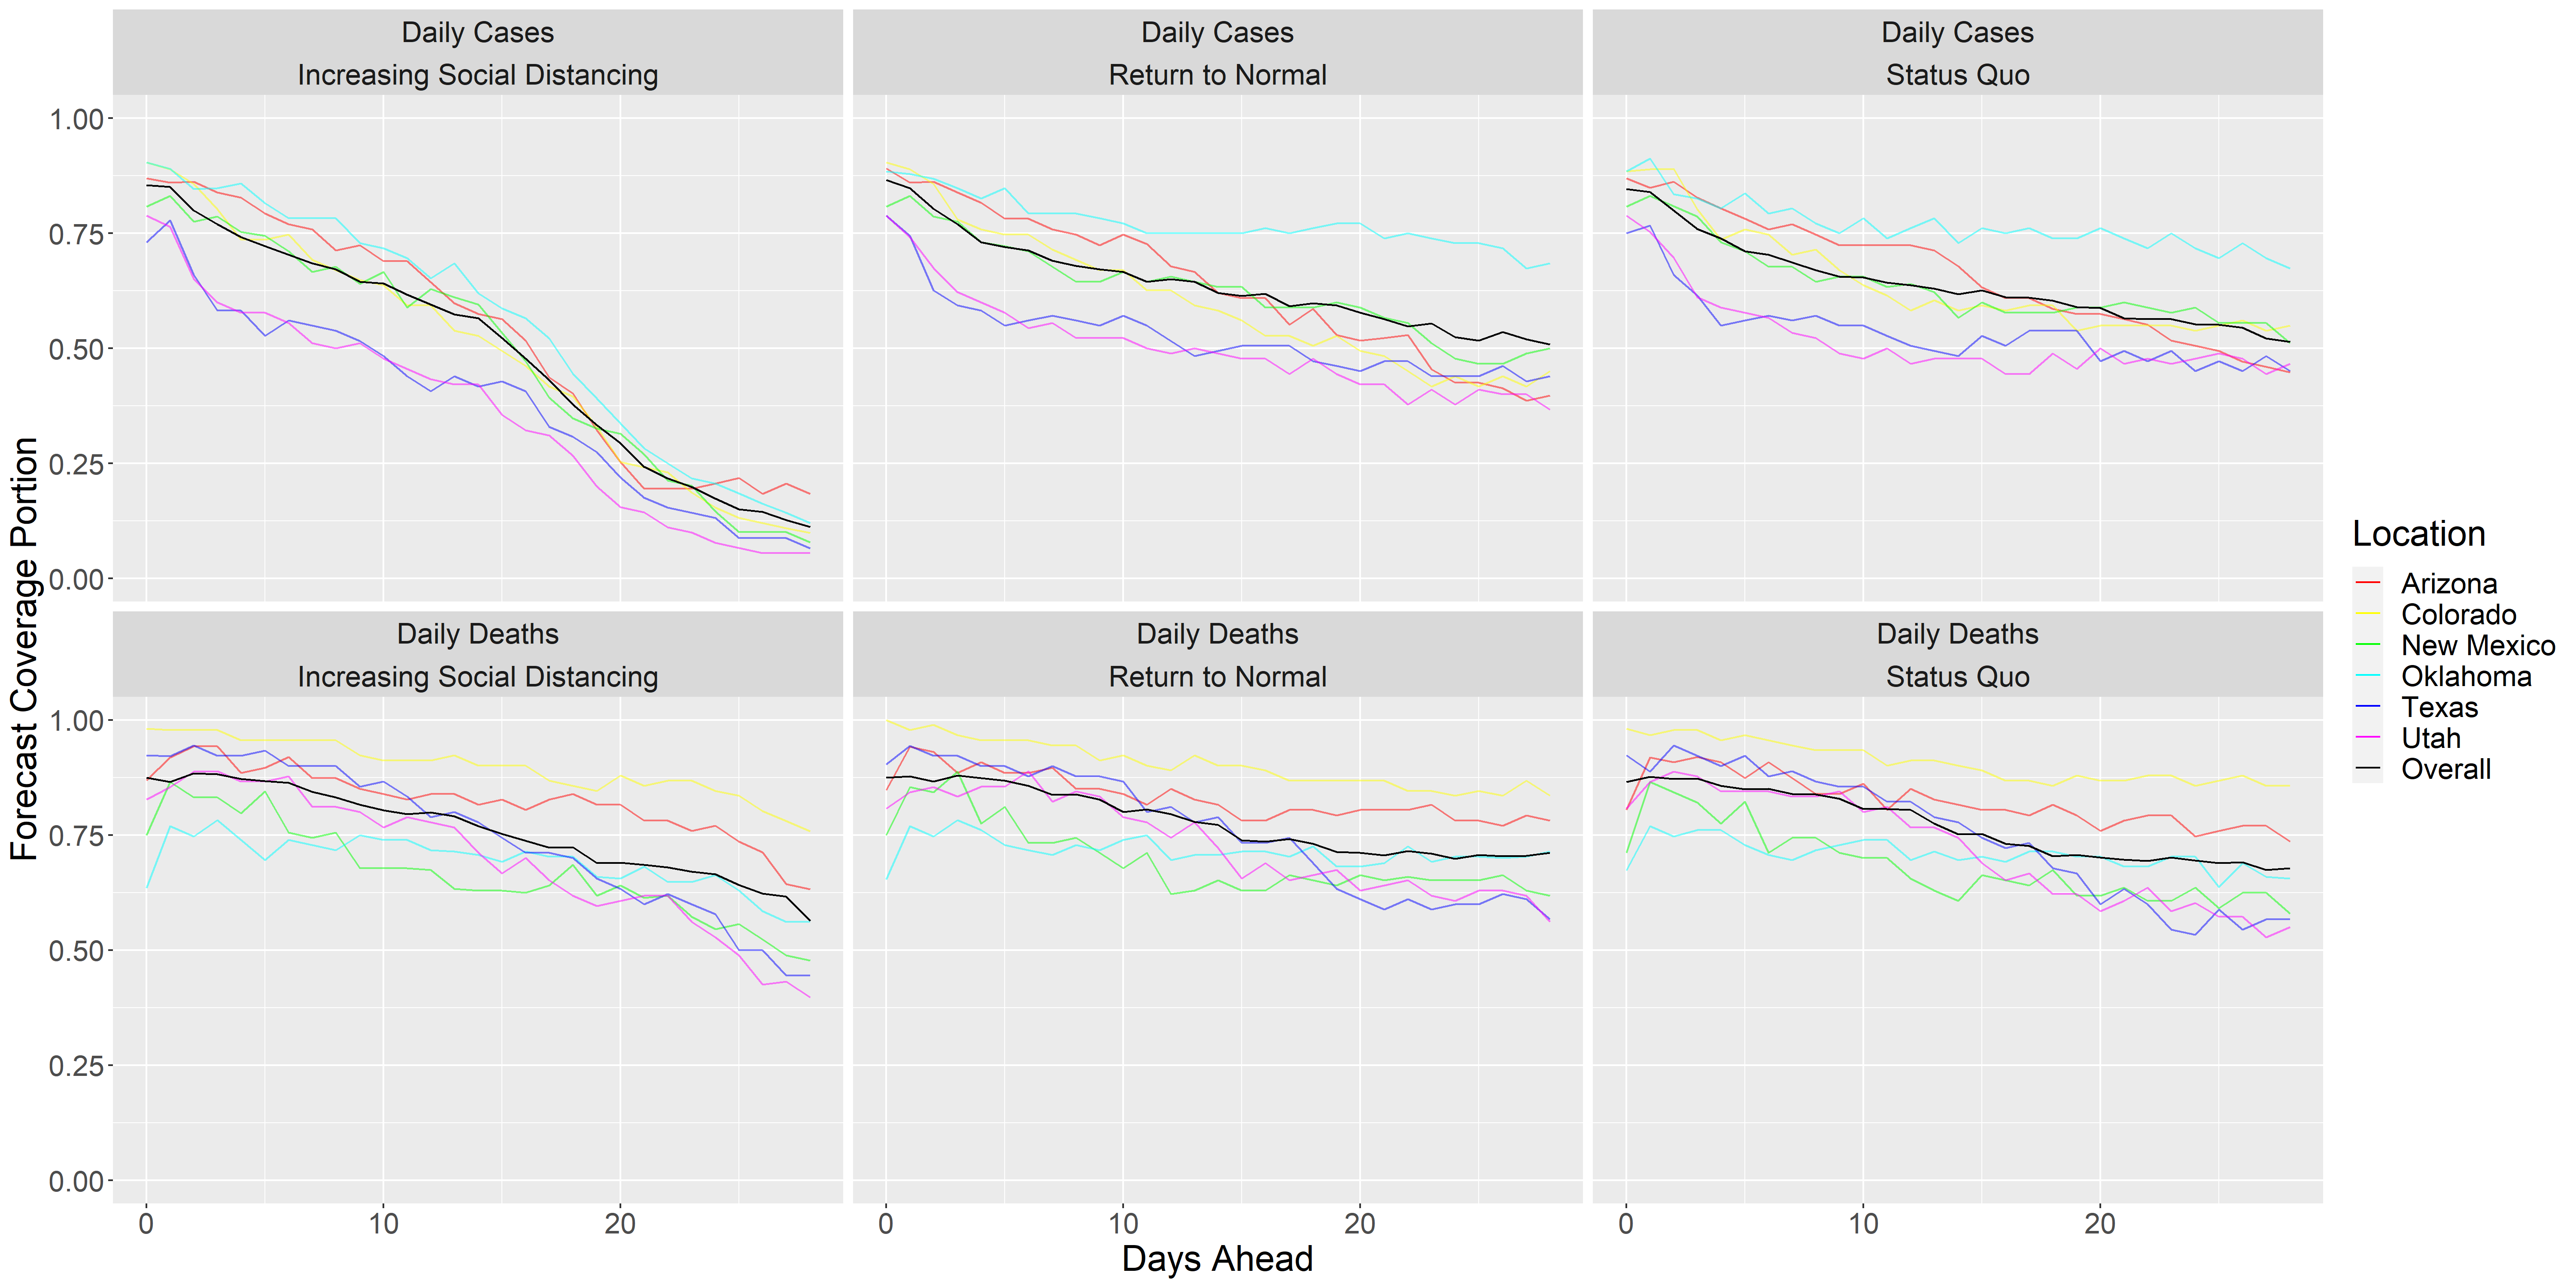 Daily Cases
Increasing Social Distancing
Daily Cases
Return to Normal
Daily Cases
Status Quo
1.00
0.75
0.50
0.25
0.00
Daily Deaths
Increasing Social Distancing
Daily Deaths
Return to Normal
Daily Deaths
Status Quo
1.00
0.75
0.50
0.25
0.00
0 10 20
0 10 20
0 10 20
Days Ahead
Forecast Coverage Portion
Location
Arizona
Colorado
New Mexico
Oklahoma
Texas
Utah
Overall